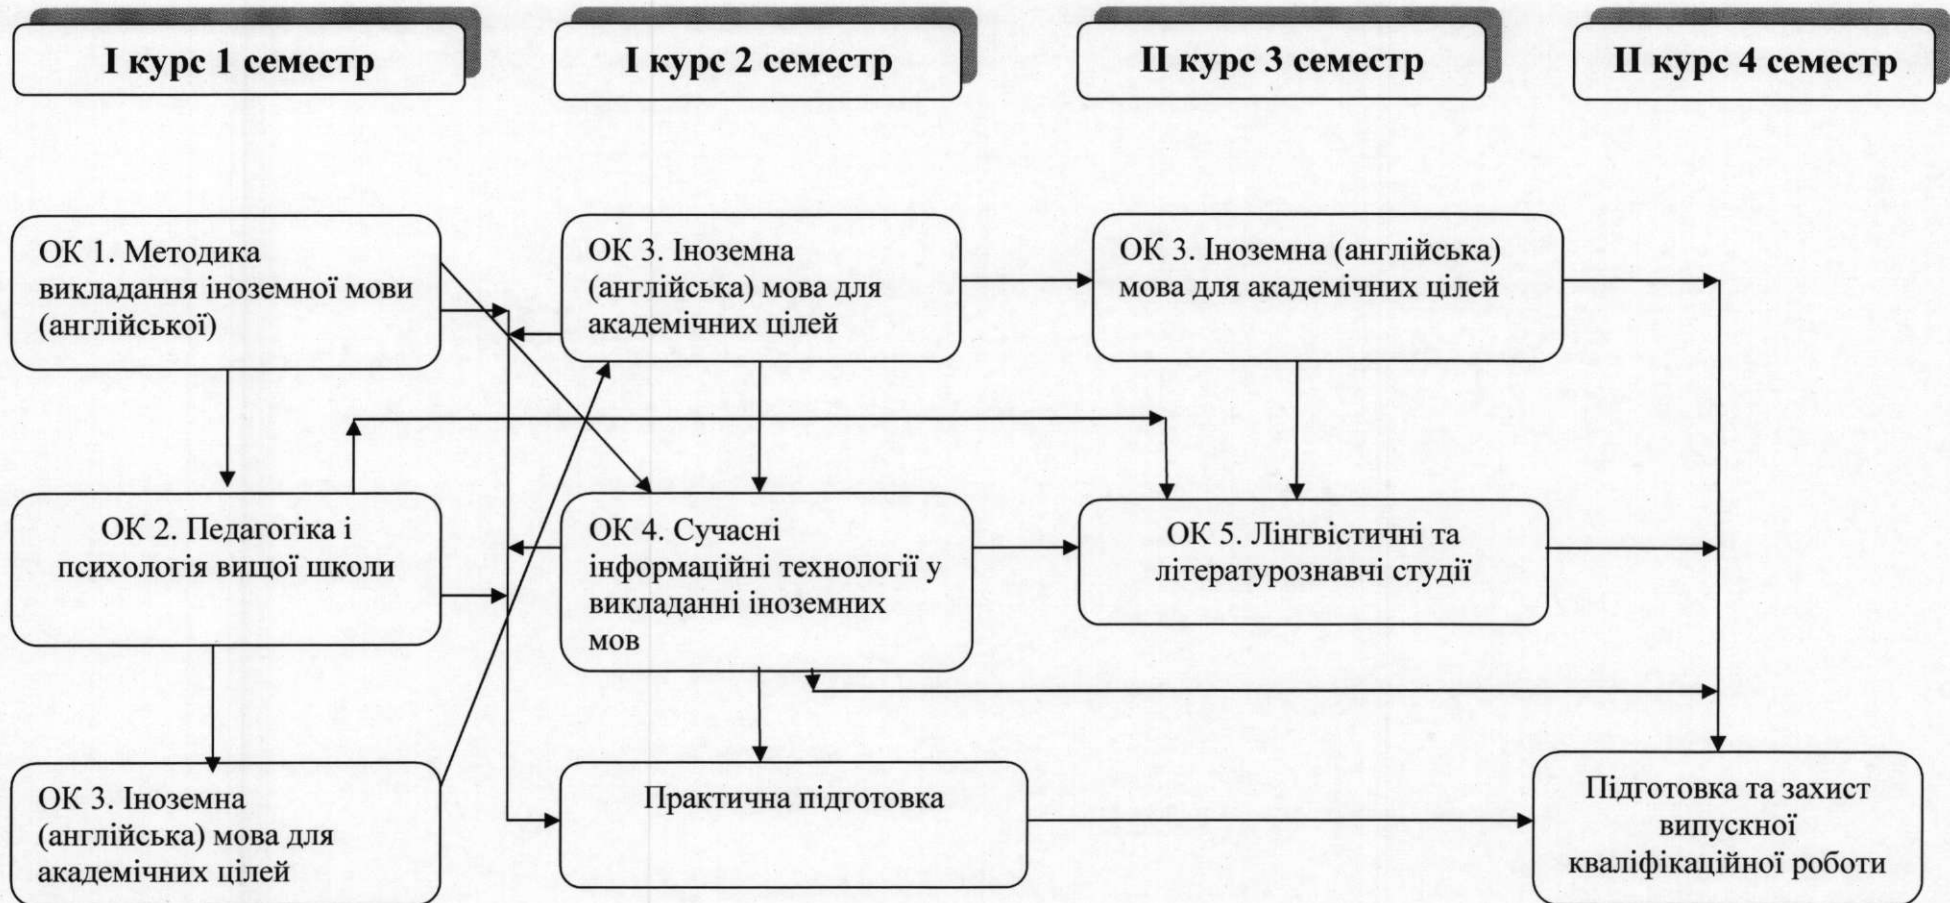 І курс 1 семестр
І курс 2 семестр
ІІ курс 3 семестр
ІІ курс 4 семестр
ОК 1. Методика
викладання іноземної мови
(англійської)
ОК 3. Іноземна
(англійська) мова для
академічних цілей
ОК 3. Іноземна (англійська)
мова для академічних цілей
ОК 2. Педагогіка і
психологія вищої школи
ОК 4. Сучасні
інформаційні технології у
викладанні іноземних
мов
ОК 5. Лінгвістичні та
літературознавчі студії
ОК 3. Іноземна
(англійська) мова для
академічних цілей
Практична підготовка
Підготовка та захист
випускної
кваліфікаційної роботи